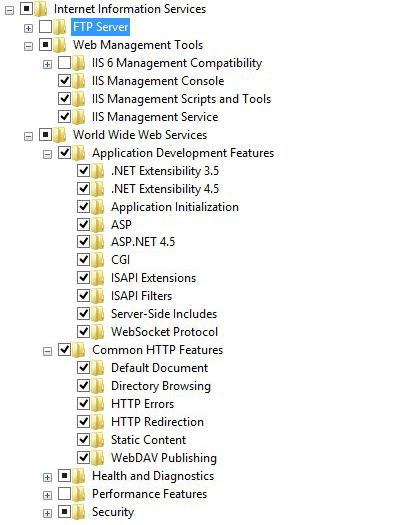 Internet Information Services
FTP Server
Web Management Tools
IIS 6 Management Compatibility
IIS Management Console
IIS Management Scripts and Tools
IIS Management Service
World Wide Web Services
Application Development Features
.NET Extensibility 3.5
.NET Extensibility 4.5
Application Initialization
ASP
ASP.NET 4.5
CGI
ISAPI Extensions
ISAPI Filters
Server-Side Includes
WebSocket Protocol
Common HTTP Features
Default Document
Directory Browsing
HTTP Errors
HTTP Redirection
Static Content
WebDAV Publishing
Health and Diagnostics
Performance Features
Security